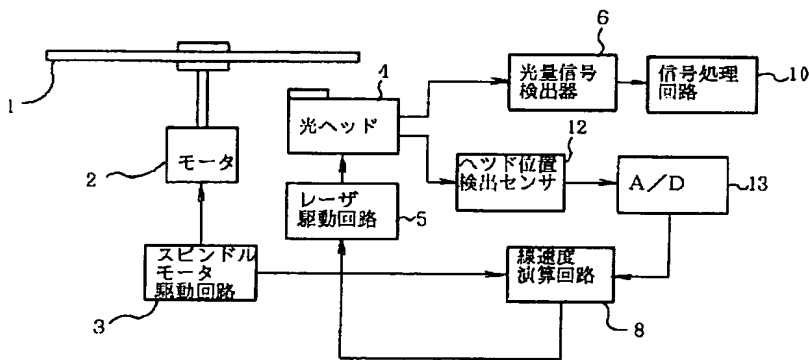 6
光量信号
検出器
信号処理
回路
10
4
光ヘッド
1
12
ヘッド位置
検出センサ
A/D
13
モータ
2
レーザ
駆動回路
5
スピンドル
モータ
駆動回路
3
線速度
演算回路
8